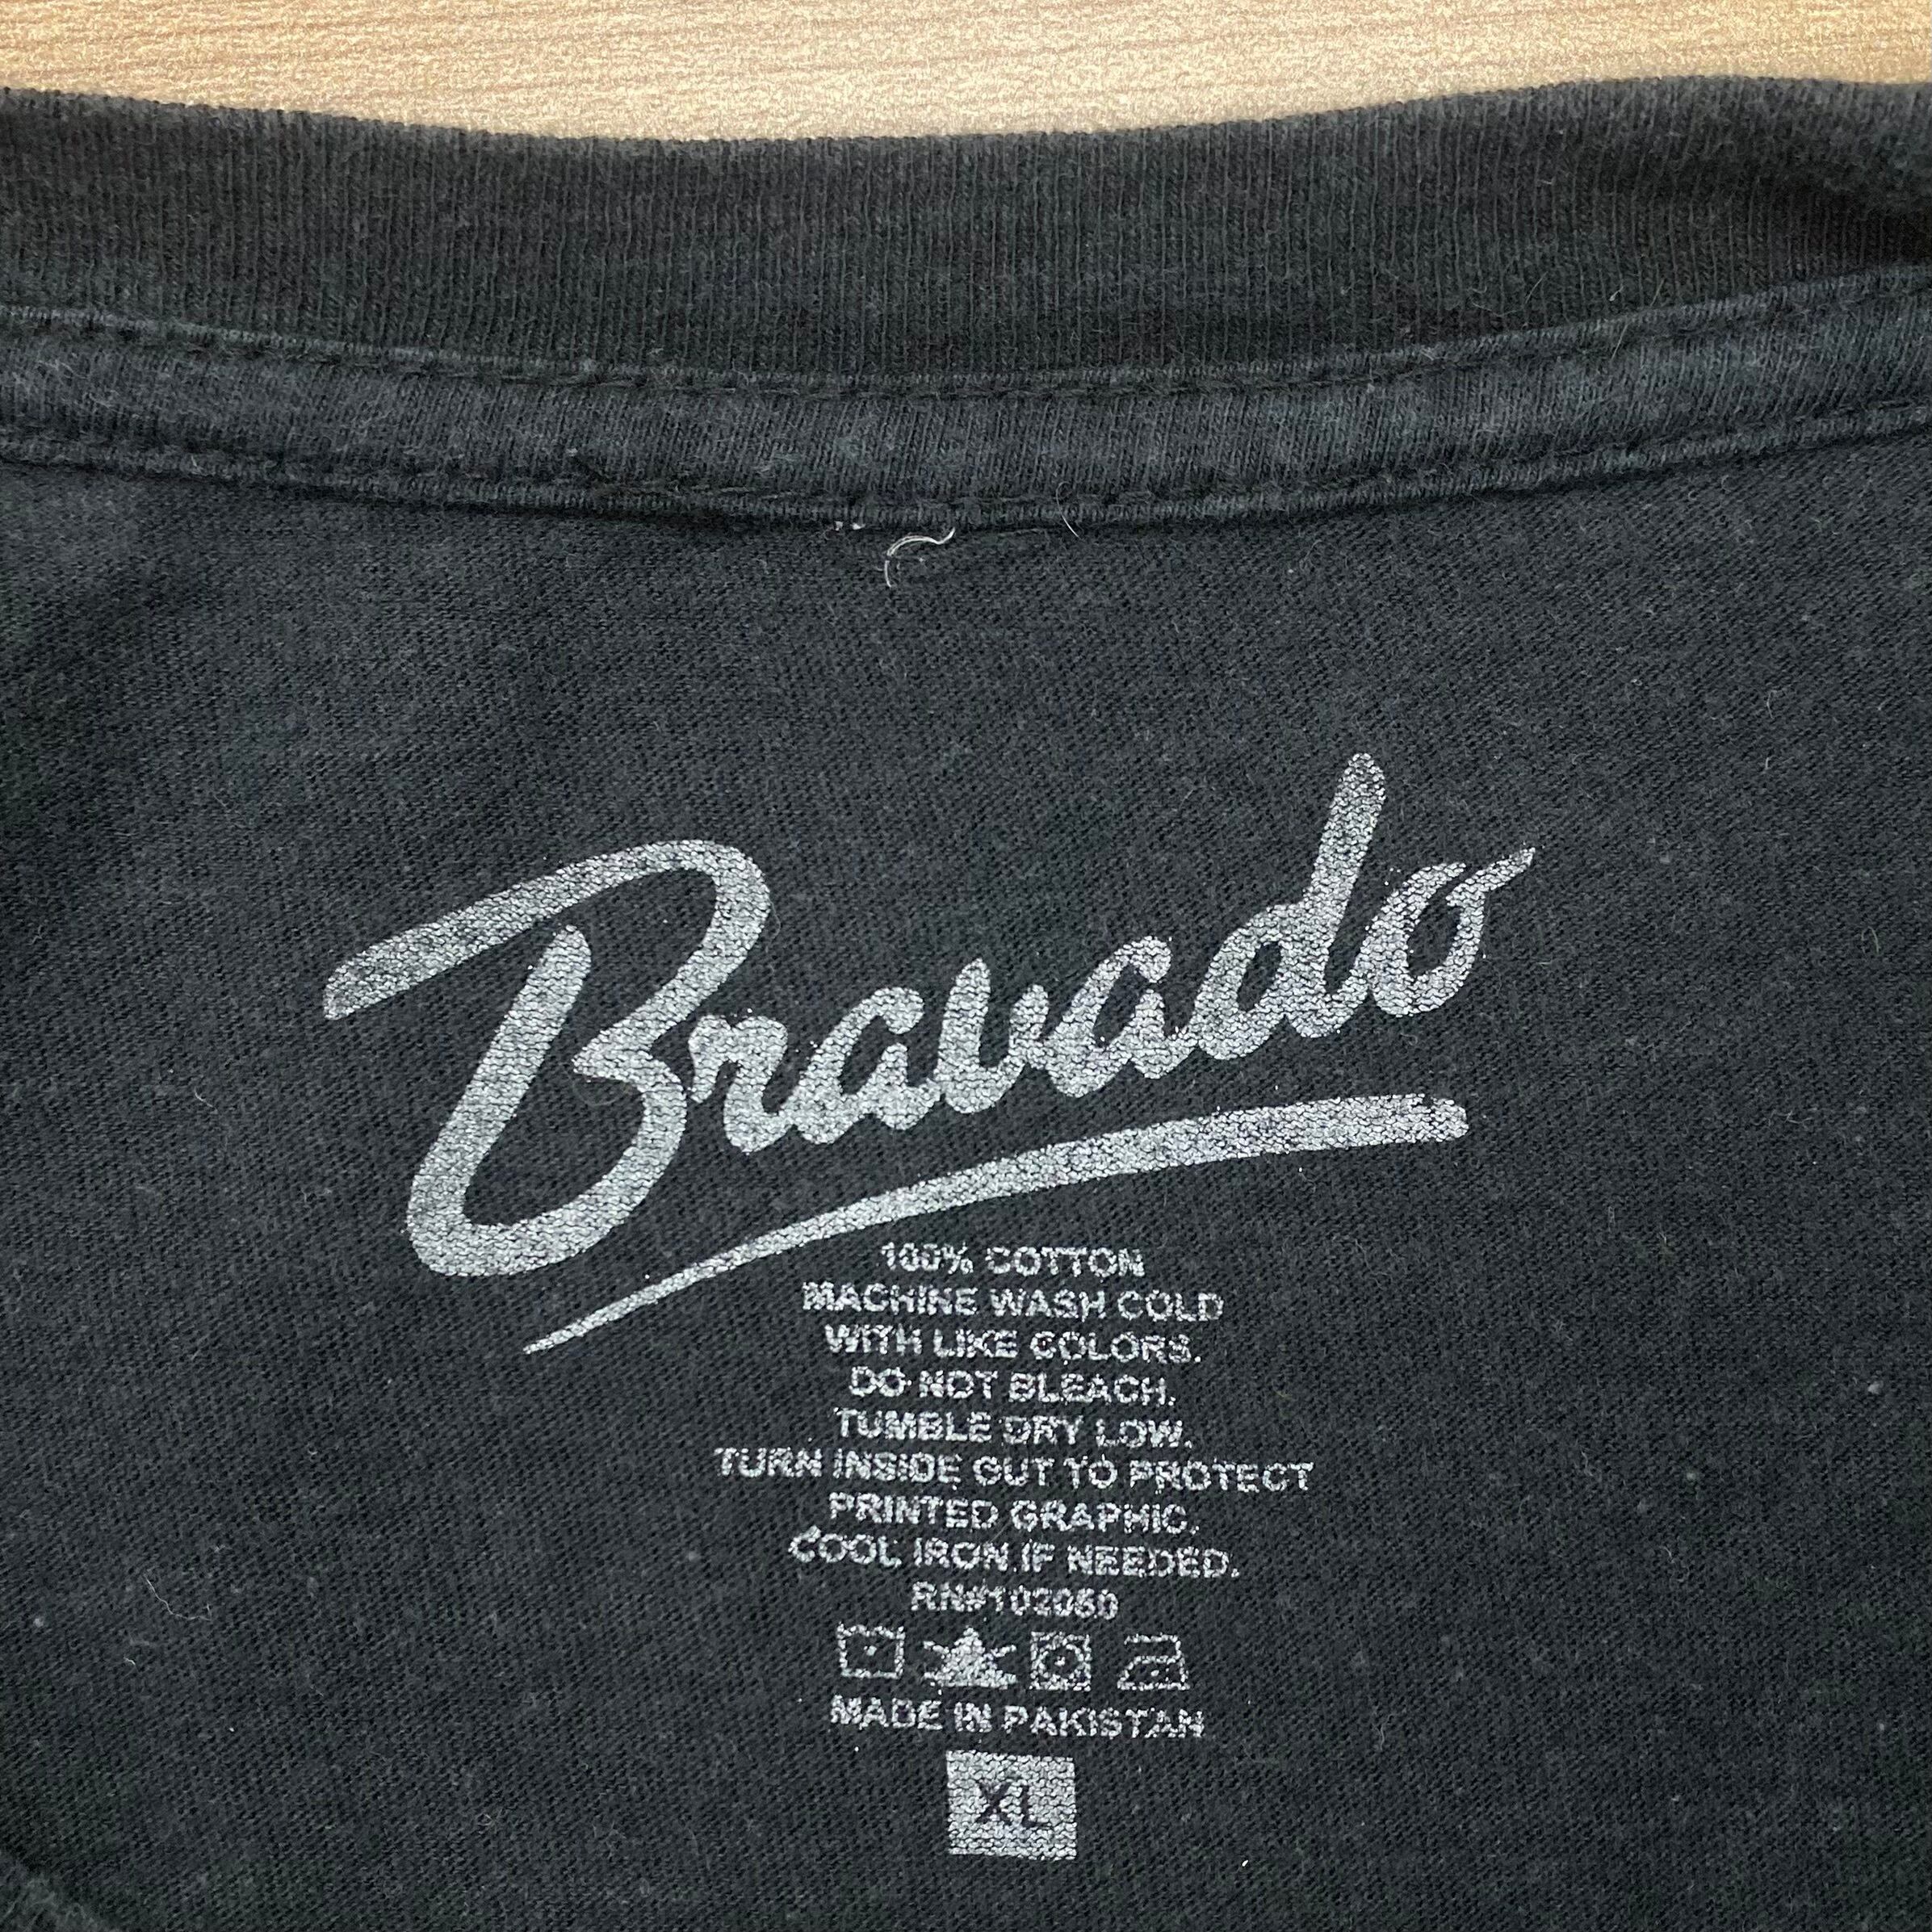 Bravado
100% COTTON
MACHINE WASH COLD
WITH LIKE COLORS.
DO NOT BLEACH.
TUMBLE DRY LOW.
TURN INSIDE OUT TO PROTECT
PRINTED GRAPHIC.
COOL IRON IF NEEDED.
RN#102060
MADE IN PAKISTAN
XL